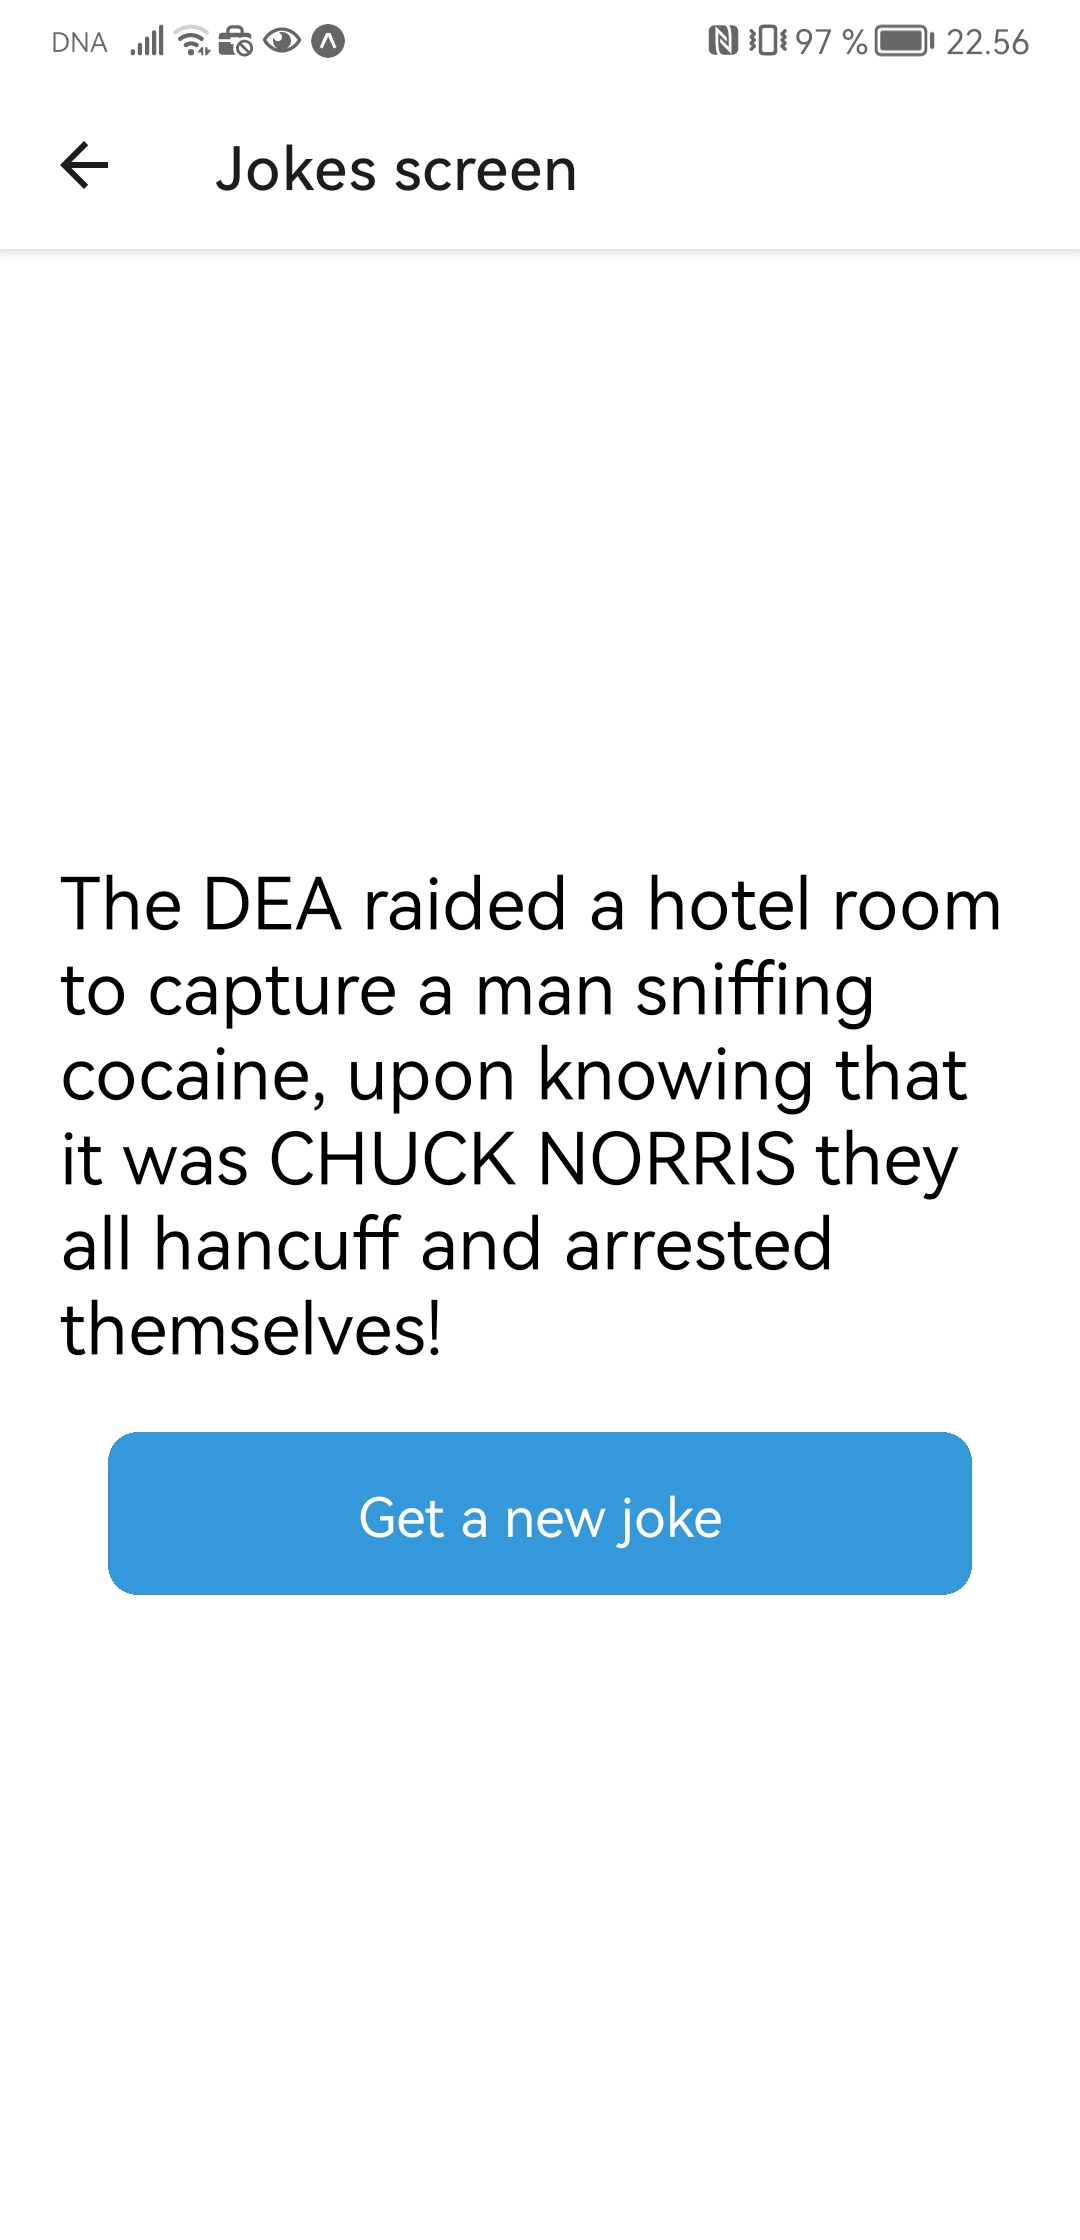 DNA 97 % 22.56
Jokes screen
The DEA raided a hotel room
to capture a man sniffing
cocaine, upon knowing that
it was CHUCK NORRIS they
all hancuff and arrested
themselves!
Get a new joke